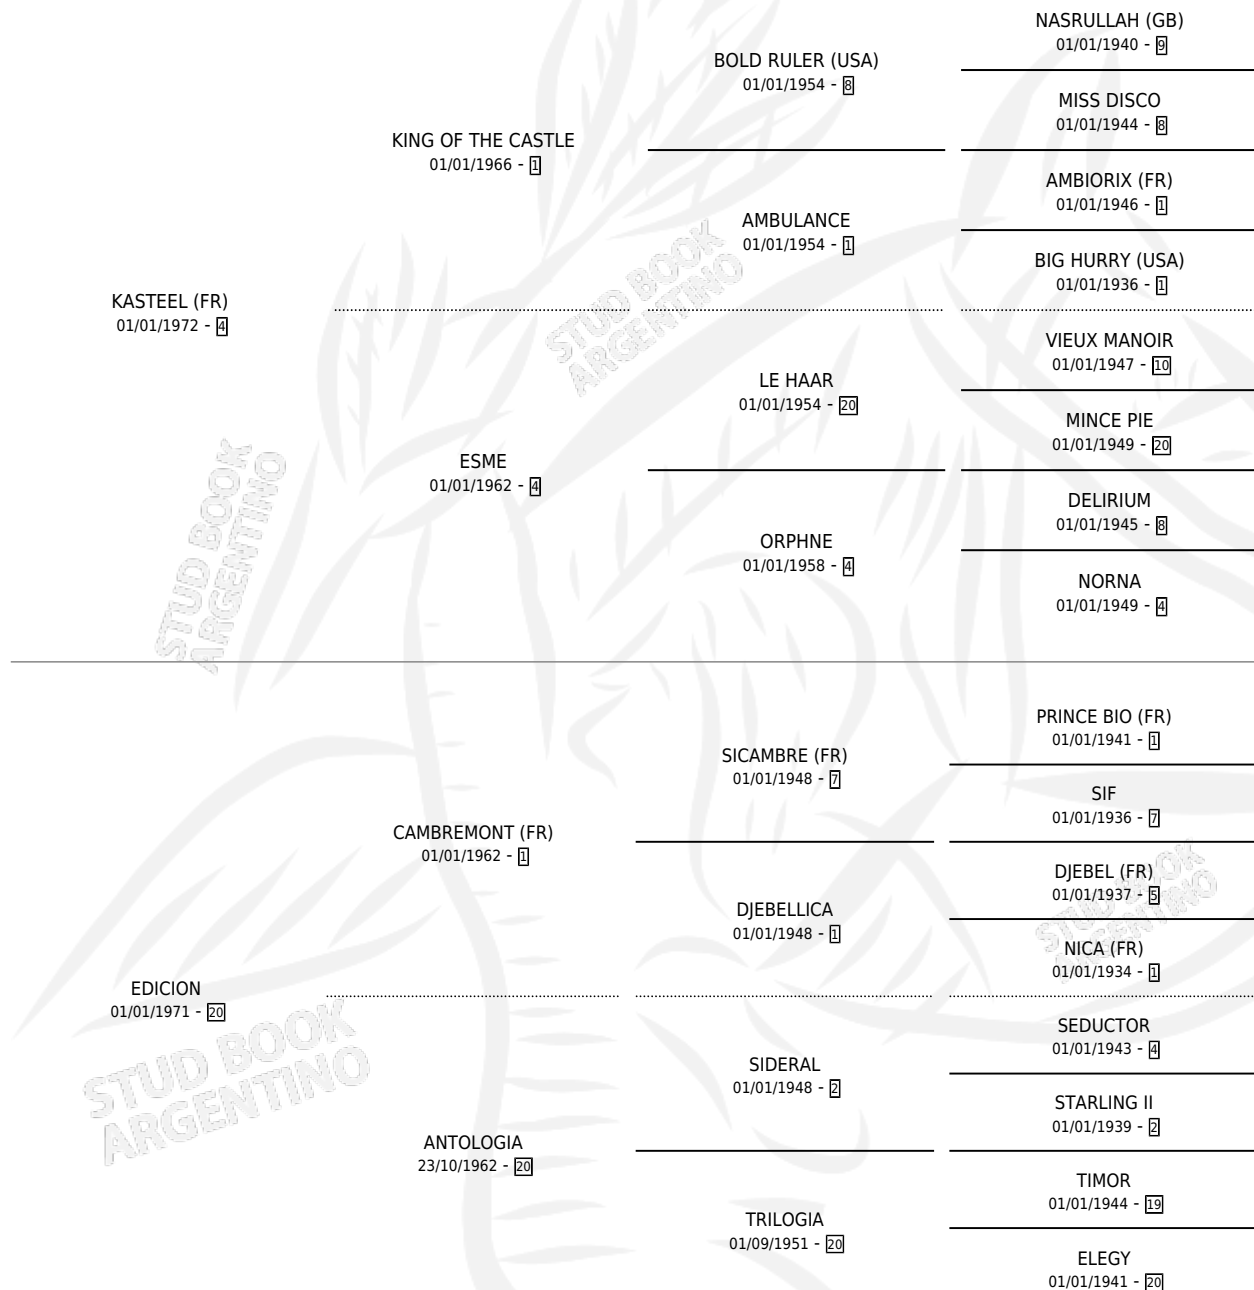 NASRULLAH (GB)
01/01/1940 - 9
BOLD RULER (USA)
01/01/1954 - 8
MISS DISCO
01/01/1944 - 8
KING OF THE CASTLE
01/01/1966 - 1
AMBIORIX (FR)
01/01/1946 - 1
AMBULANCE
01/01/1954 - 1
BIG HURRY (USA)
01/01/1936 - 1
KASTEEL (FR)
01/01/1972 - 4
VIEUX MANOIR
01/01/1947 - 10
LE HAAR
01/01/1954 - 20
MINCE PIE
01/01/1949 - 20
ESME
01/01/1962 - 4
DELIRIUM
01/01/1945 - 8
ORPHNE
01/01/1958 - 4
NORNA
01/01/1949 - 4
PRINCE BIO (FR)
01/01/1941 - 1
SICAMBRE (FR)
01/01/1948 - 7
SIF
01/01/1936 - 7
CAMBREMONT (FR)
01/01/1962 - 1
DJEBEL (FR)
01/01/1937 - 5
DJEBELLICA
01/01/1948 - 1
NICA (FR)
01/01/1934 - 1
EDICION
01/01/1971 - 20
SEDUCTOR
01/01/1943 - 4
SIDERAL
01/01/1948 - 2
STARLING II
01/01/1939 - 2
ANTOLOGIA
23/10/1962 - 20
TIMOR
01/01/1944 - 19
TRILOGIA
01/09/1951 - 20
ELEGY
01/01/1941 - 20
STUD BOOK
ARGENTINO
STUD BOOK
ARGENTINO
STUD BOOK
ARGENTINO
STUD BOOK
ARGENTINO